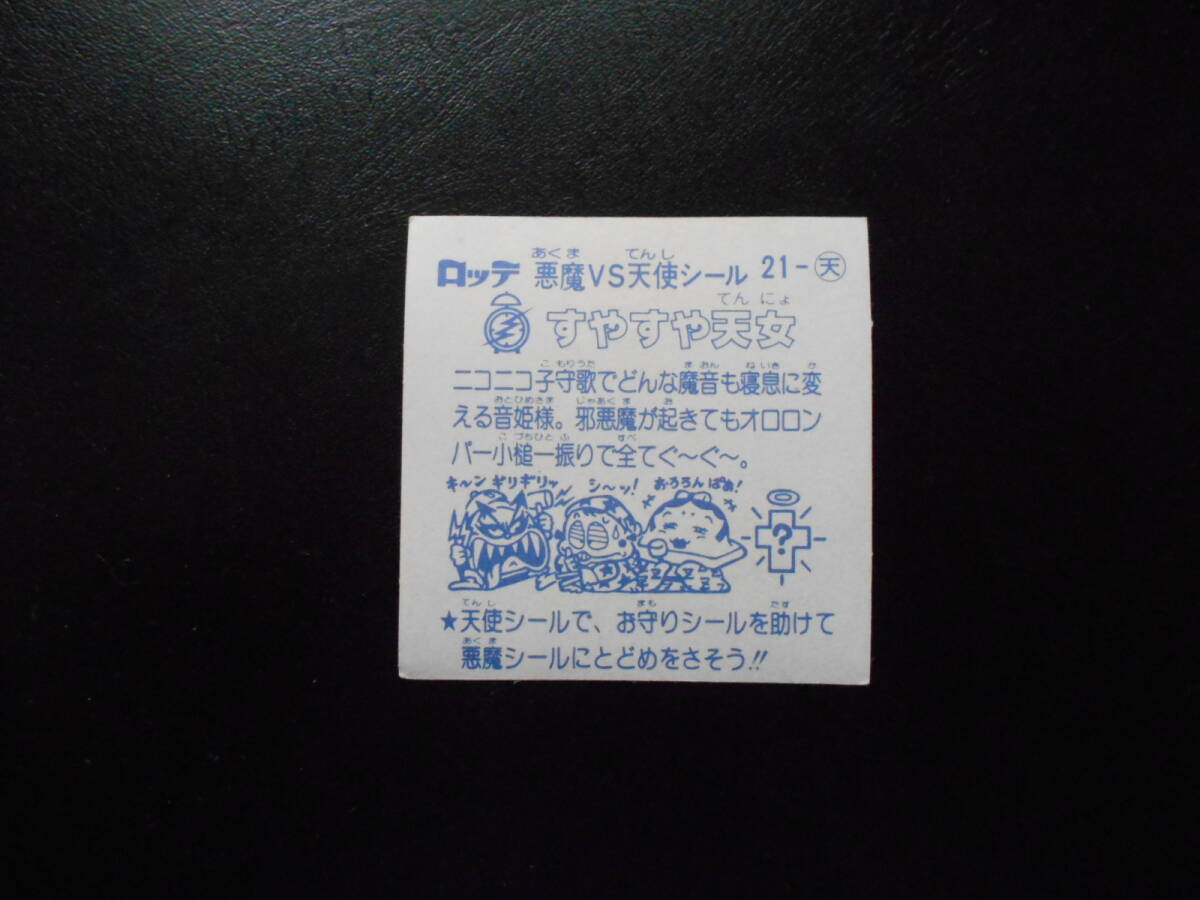 ロッテ 悪魔VS天使シール 21-天
すやすや天女
ニコニコ子守歌でどんな魔音も寝息に変
える音姫様。邪悪魔が起きてもオロロン
パー小槌一振りで全てぐ〜ぐ〜。
キ〜ンギリギリッ シ〜ッ! おろろんぱぁ!
?
★天使シールで、お守りシールを助けて
悪魔シールにとどめをさそう!!